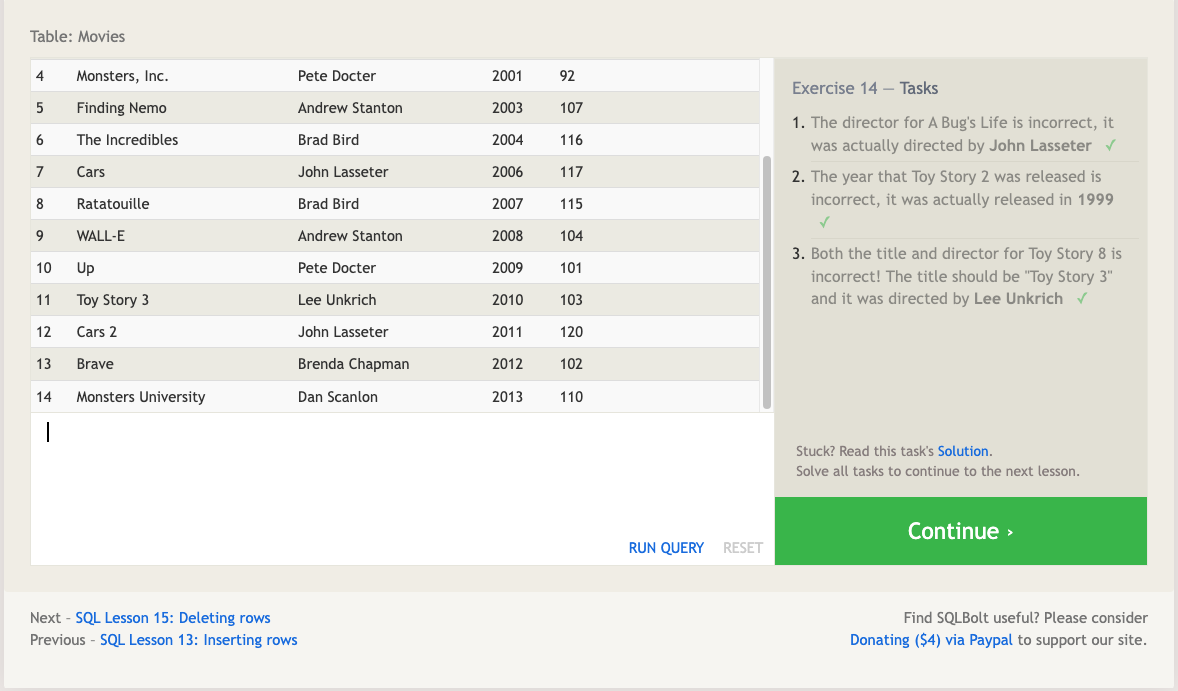 Table: Movies
4 Monsters, Inc. Pete Docter 2001 92
5 Finding Nemo Andrew Stanton 2003 107
6 The Incredibles Brad Bird 2004 116
7 Cars John Lasseter 2006 117
8 Ratatouille Brad Bird 2007 115
9 WALL-E Andrew Stanton 2008 104
10 Up Pete Docter 2009 101
11 Toy Story 3 Lee Unkrich 2010 103
12 Cars 2 John Lasseter 2011 120
13 Brave Brenda Chapman 2012 102
14 Monsters University Dan Scanlon 2013 110
RUN QUERY RESET
Exercise 14 — Tasks
1. The director for A Bug's Life is incorrect, it
was actually directed by John Lasseter ✓
2. The year that Toy Story 2 was released is
incorrect, it was actually released in 1999
✓
3. Both the title and director for Toy Story 8 is
incorrect! The title should be "Toy Story 3"
and it was directed by Lee Unkrich ✓
Stuck? Read this task's Solution.
Solve all tasks to continue to the next lesson.
Continue ›
Next – SQL Lesson 15: Deleting rows
Previous – SQL Lesson 13: Inserting rows
Find SQLBolt useful? Please consider
Donating ($4) via Paypal to support our site.